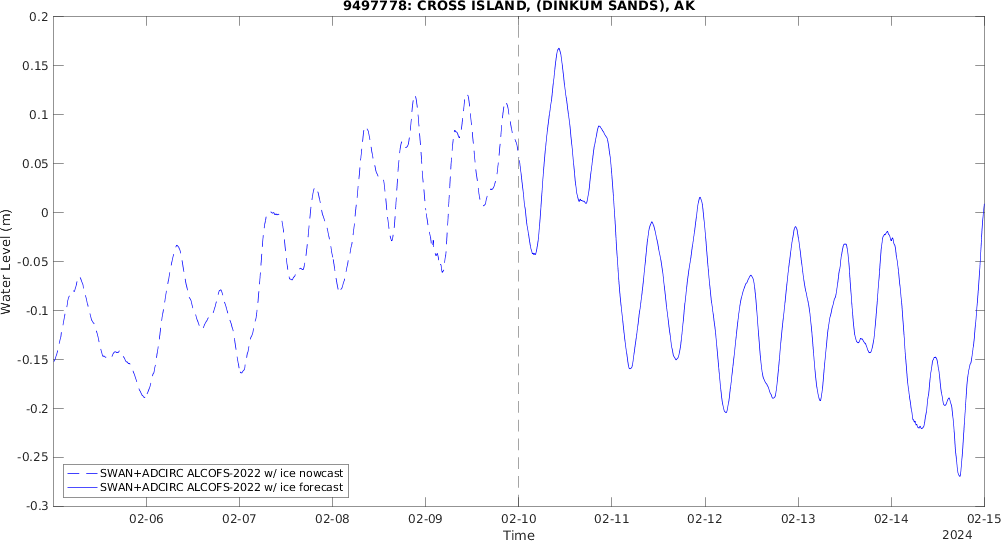 9497778: CROSS ISLAND, (DINKUM SANDS), AK
0.2
0.15
0.1
0.05
0
-0.05
-0.1
-0.15
-0.2
-0.25
-0.3
Water Level (m)
SWAN+ADCIRC ALCOFS-2022 w/ ice nowcast
SWAN+ADCIRC ALCOFS-2022 w/ ice forecast
02-06 02-07 02-08 02-09 02-10 02-11 02-12 02-13 02-14 02-15
Time
2024